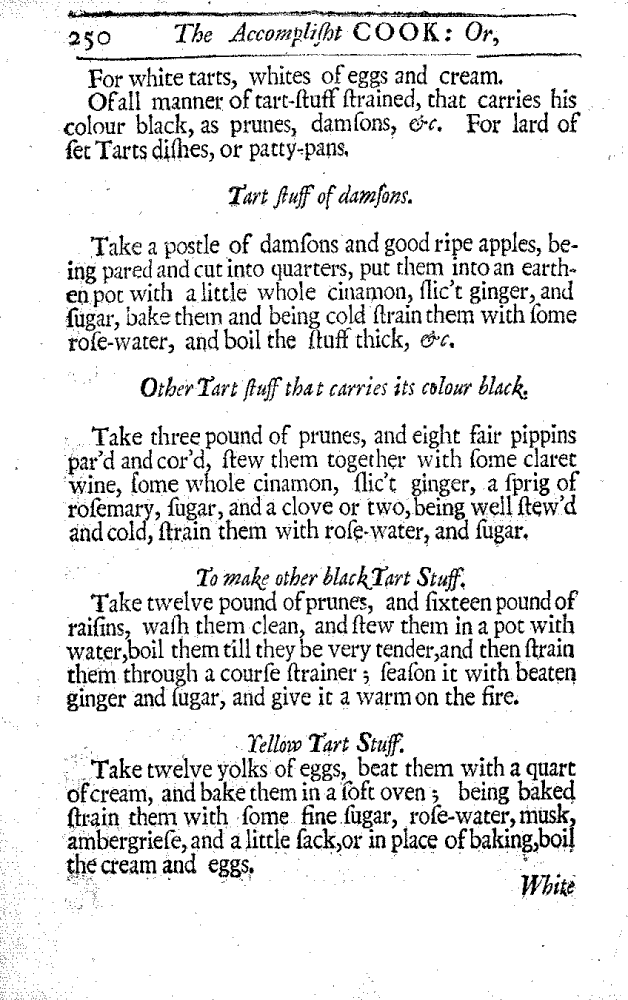 250 The Accompliſht COOK: Or,
For white tarts, whites of eggs and cream.
Of all manner of tart-ſtuff ſtrained, that carries his
colour black, as prunes, damſons, &c. For lard of
ſet Tarts diſhes, or patty-pans.
Tart ſtuff of damſons.
Take a postle of damſons and good ripe apples, be-
ing pared and cut into quarters, put them into an earth-
en pot with a little whole cinamon, ſlic't ginger, and
ſugar, bake them and being cold ſtrain them with ſome
roſe-water, and boil the ſtuff thick, &c.
Other Tart ſtuff that carries its colour black.
Take three pound of prunes, and eight fair pippins
par'd and cor'd, ſtew them together with ſome claret
wine, ſome whole cinamon, ſlic't ginger, a ſprig of
roſemary, ſugar, and a clove or two, being well ſtew'd
and cold, ſtrain them with roſe-water, and ſugar.
To make other black Tart Stuff.
Take twelve pound of prunes, and ſixteen pound of
raiſins, waſh them clean, and ſtew them in a pot with
water,boil them till they be very tender,and then ſtrain
them through a courſe ſtrainer; ſeaſon it with beaten
ginger and ſugar, and give it a warm on the fire.
Yellow Tart Stuff.
Take twelve yolks of eggs, beat them with a quart
of cream, and bake them in a ſoft oven; being baked
ſtrain them with ſome fine ſugar, roſe-water, musk,
ambergrieſe, and a little ſack,or in place of baking,boil
the cream and eggs.
White